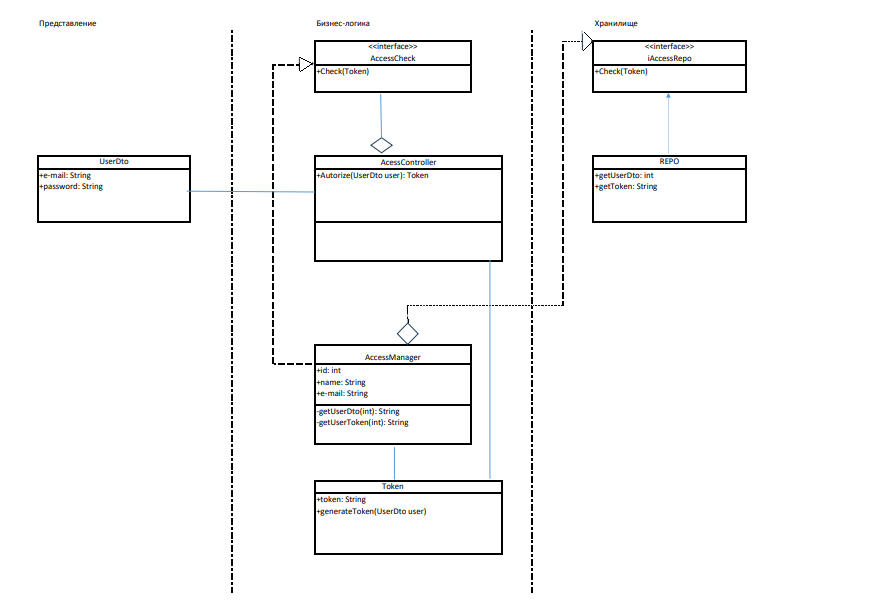 Представление
Бизнес-логика
Хранилище
<<interface>>
AccessCheck
+Check(Token)
<<interface>>
iAccessRepo
+Check(Token)
UserDto
+e-mail: String
+password: String
AcessController
+Autorize(UserDto user): Token
REPO
+getUserDto: int
+getToken: String
AccessManager
+id: int
+name: String
+e-mail: String
-getUserDto(int): String
-getUserToken(int): String
Token
+token: String
+generateToken(UserDto user)